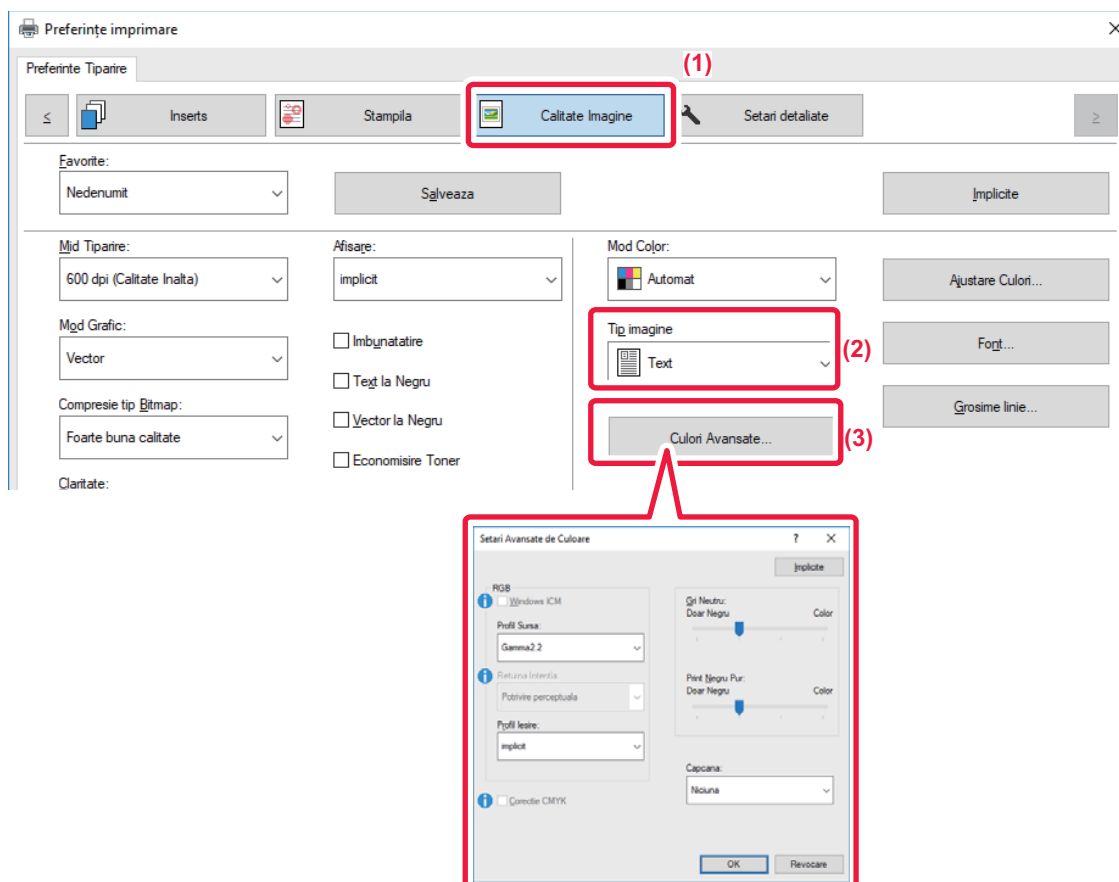 Preferințe imprimare
Preferinte Tiparire
(1)
<
Inserts
Stampila
Calitate Imagine
Setari detaliate
>
Favorite:
Nedenumit
Salveaza
Implicite
Mid Tiparire:
600 dpi (Calitate Inalta)
Afisare:
implicit
Mod Color:
Automat
Ajustare Culori...
Mod Grafic:
Vector
Imbunatatire
Text la Negru
Vector la Negru
Economisire Toner
Tip imagine
Text
(2)
Font...
Compresie tip Bitmap:
Foarte buna calitate
Culori Avansate...
(3)
Grosime linie...
Claritate:
Setari Avansate de Culoare
?
Implicite
RGB
Windows ICM
Profil Sursa:
Gamma2.2
Returna Intentia:
Potrivire perceptuala
Profil Iesire:
implicit
Corectie CMYK
Gri Neutru:
Doar Negru Color
Print Negru Pur:
Doar Negru Color
Capcana:
Niciuna
OK
Revocare